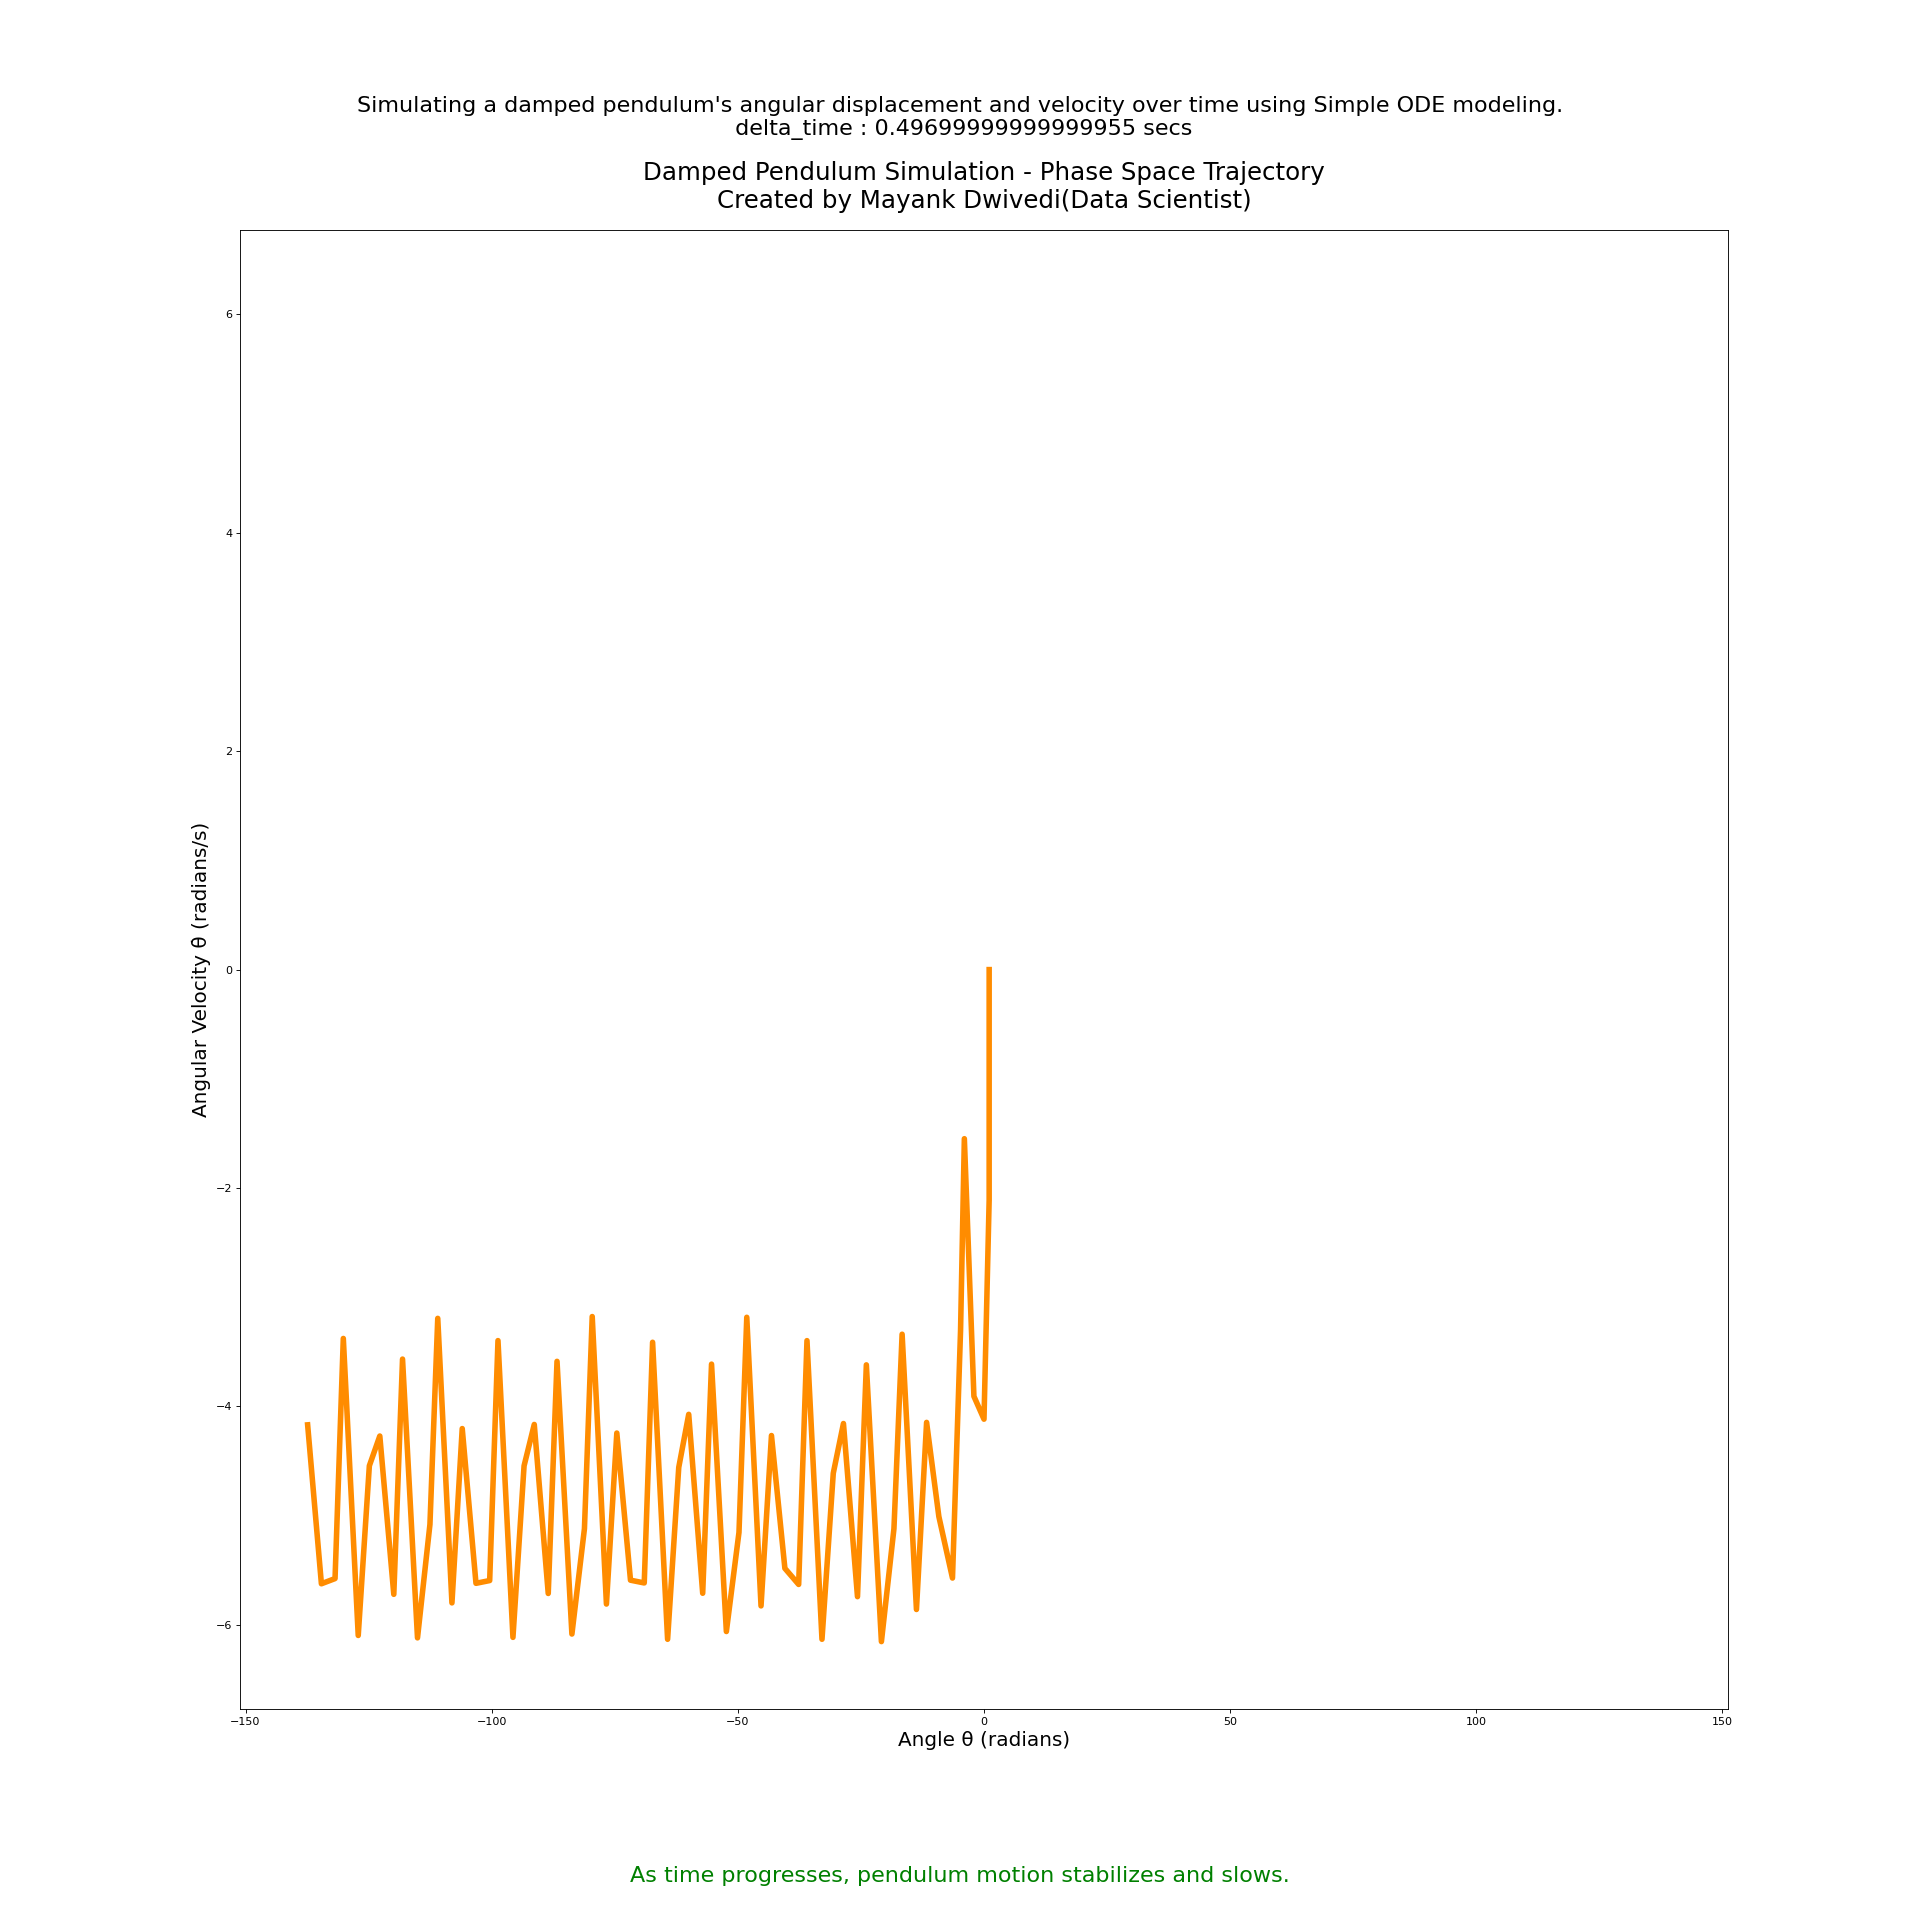 Simulating a damped pendulum's angular displacement and velocity over time using Simple ODE modeling.
delta_time : 0.49699999999999955 secs
Damped Pendulum Simulation - Phase Space Trajectory
Created by Mayank Dwivedi(Data Scientist)
6
4
2
0
−2
−4
−6
Angular Velocity θ (radians/s)
−150
−100
−50
0
50
100
150
Angle θ (radians)
As time progresses, pendulum motion stabilizes and slows.